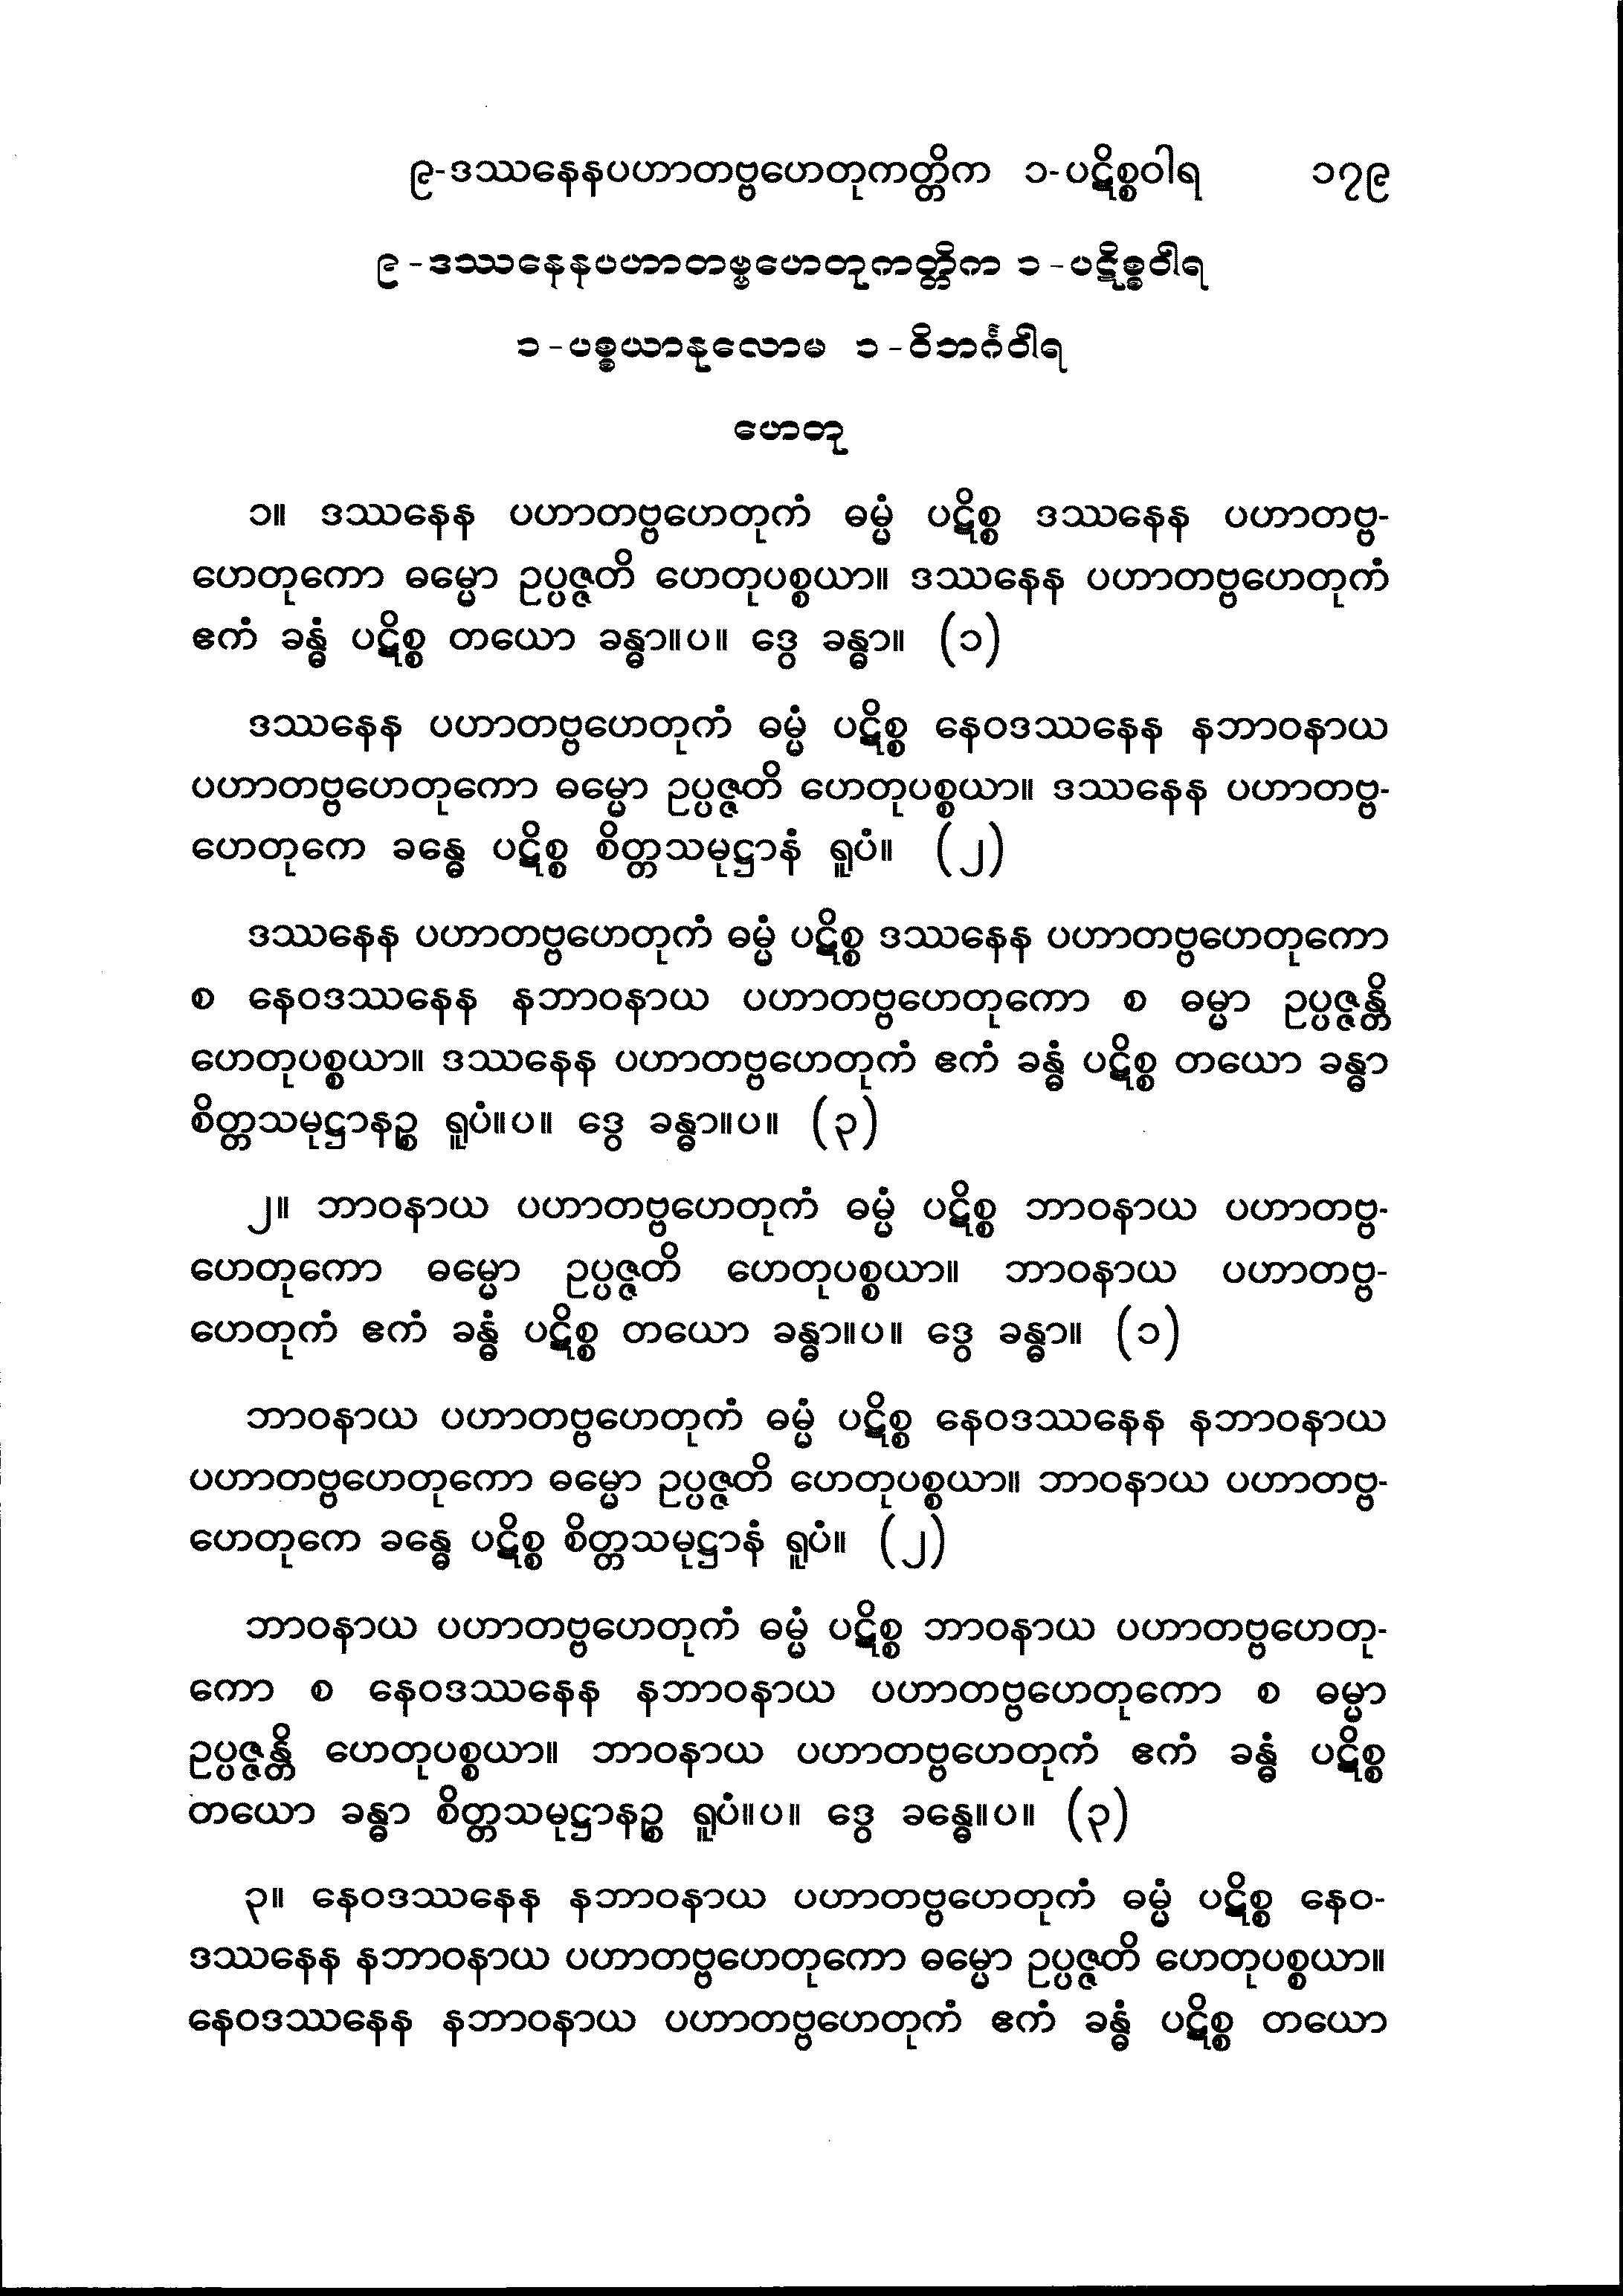 ၉-ဒဿနေနပဟာတဗ္ဗဟေတုကတ္တိက ၁-ပဋိစ္စဝါရ ၁၇၉
၉-ဒဿနေနပဟာတဗ္ဗဟေတုကတ္တိက ၁-ပဋိစ္စဝါရ
၁-ပစ္စယာနုလောမ ၁-ဝိဘင်္ဂဝါရ
ဟေတု
၁။ ဒဿနေန ပဟာတဗ္ဗဟေတုကံ ဓမ္မံ ပဋိစ္စ ဒဿနေန ပဟာတဗ္ဗ-
ဟေတုကော ဓမ္မော ဥပ္ပဇ္ဇတိ ဟေတုပစ္စယာ။ ဒဿနေန ပဟာတဗ္ဗဟေတုကံ
ဧကံ ခန္ဓံ ပဋိစ္စ တယော ခန္ဓာ။ပ။ ဒွေ ခန္ဓာ။ (၁)
ဒဿနေန ပဟာတဗ္ဗဟေတုကံ ဓမ္မံ ပဋိစ္စ နေဝဒဿနေန နဘာဝနာယ
ပဟာတဗ္ဗဟေတုကော ဓမ္မော ဥပ္ပဇ္ဇတိ ဟေတုပစ္စယာ။ ဒဿနေန ပဟာတဗ္ဗ-
ဟေတုကေ ခန္ဓေ ပဋိစ္စ စိတ္တသမုဋ္ဌာနံ ရူပံ။ (၂)
ဒဿနေန ပဟာတဗ္ဗဟေတုကံ ဓမ္မံ ပဋိစ္စ ဒဿနေန ပဟာတဗ္ဗဟေတုကော
စ နေဝဒဿနေန နဘာဝနာယ ပဟာတဗ္ဗဟေတုကော စ ဓမ္မာ ဥပ္ပဇ္ဇန္တိ
ဟေတုပစ္စယာ။ ဒဿနေန ပဟာတဗ္ဗဟေတုကံ ဧကံ ခန္ဓံ ပဋိစ္စ တယော ခန္ဓာ
စိတ္တသမုဋ္ဌာနဉ္စ ရူပံ။ပ။ ဒွေ ခန္ဓာ။ပ။ (၃)
၂။ ဘာဝနာယ ပဟာတဗ္ဗဟေတုကံ ဓမ္မံ ပဋိစ္စ ဘာဝနာယ ပဟာတဗ္ဗ-
ဟေတုကော ဓမ္မော ဥပ္ပဇ္ဇတိ ဟေတုပစ္စယာ။ ဘာဝနာယ ပဟာတဗ္ဗ-
ဟေတုကံ ဧကံ ခန္ဓံ ပဋိစ္စ တယော ခန္ဓာ။ပ။ ဒွေ ခန္ဓာ။ (၁)
ဘာဝနာယ ပဟာတဗ္ဗဟေတုကံ ဓမ္မံ ပဋိစ္စ နေဝဒဿနေန နဘာဝနာယ
ပဟာတဗ္ဗဟေတုကော ဓမ္မော ဥပ္ပဇ္ဇတိ ဟေတုပစ္စယာ။ ဘာဝနာယ ပဟာတဗ္ဗ-
ဟေတုကေ ခန္ဓေ ပဋိစ္စ စိတ္တသမုဋ္ဌာနံ ရူပံ။ (၂)
ဘာဝနာယ ပဟာတဗ္ဗဟေတုကံ ဓမ္မံ ပဋိစ္စ ဘာဝနာယ ပဟာတဗ္ဗဟေတု-
ကော စ နေဝဒဿနေန နဘာဝနာယ ပဟာတဗ္ဗဟေတုကော စ ဓမ္မာ
ဥပ္ပဇ္ဇန္တိ ဟေတုပစ္စယာ။ ဘာဝနာယ ပဟာတဗ္ဗဟေတုကံ ဧကံ ခန္ဓံ ပဋိစ္စ
တယော ခန္ဓာ စိတ္တသမုဋ္ဌာနဉ္စ ရူပံ။ပ။ ဒွေ ခန္ဓေ။ပ။ (၃)
၃။ နေဝဒဿနေန နဘာဝနာယ ပဟာတဗ္ဗဟေတုကံ ဓမ္မံ ပဋိစ္စ နေဝ-
ဒဿနေန နဘာဝနာယ ပဟာတဗ္ဗဟေတုကော ဓမ္မော ဥပ္ပဇ္ဇတိ ဟေတုပစ္စယာ။
နေဝဒဿနေန နဘာဝနာယ ပဟာတဗ္ဗဟေတုကံ ဧကံ ခန္ဓံ ပဋိစ္စ တယော